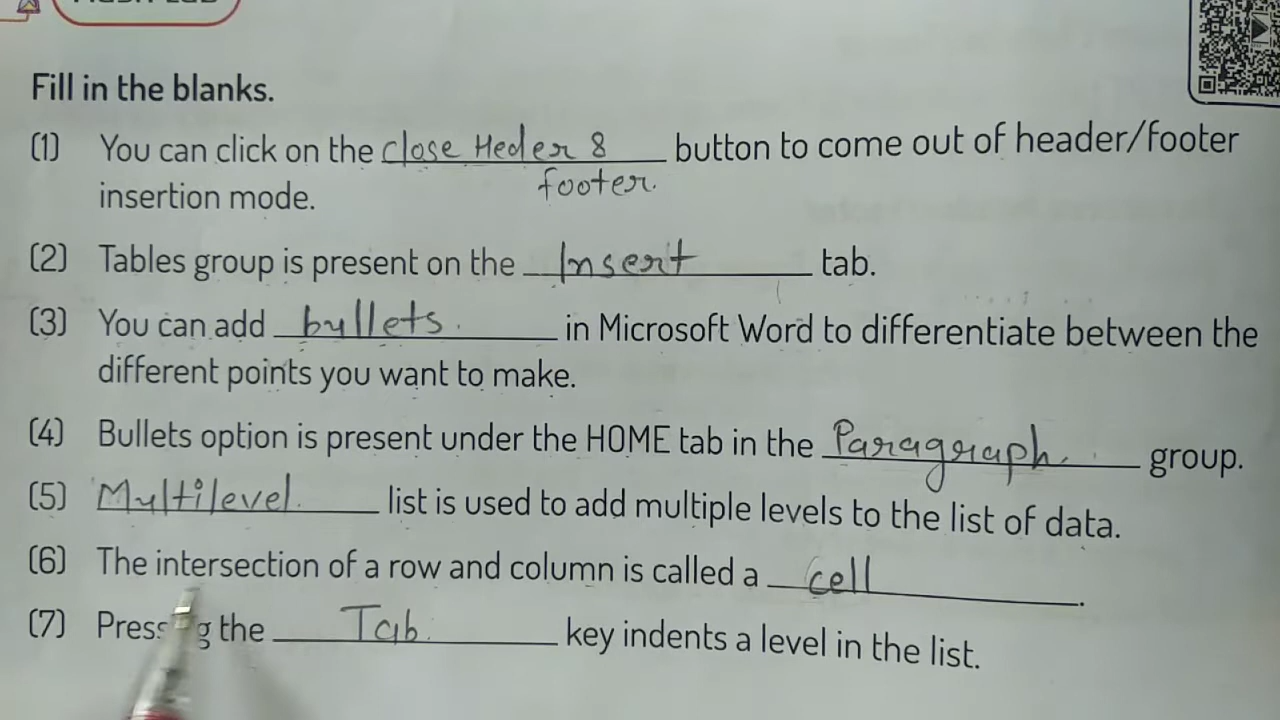 Fill in the blanks.
(1) You can click on the close Heder & button to come out of header/footer
footer.
insertion mode.
(2) Tables group is present on the Insert tab.
(3) You can add bullets. in Microsoft Word to differentiate between the
different points you want to make.
(4) Bullets option is present under the HOME tab in the Paragraph. group.
(5) Multilevel. list is used to add multiple levels to the list of data.
(6) The intersection of a row and column is called a cell.
(7) Pressing the Tab. key indents a level in the list.